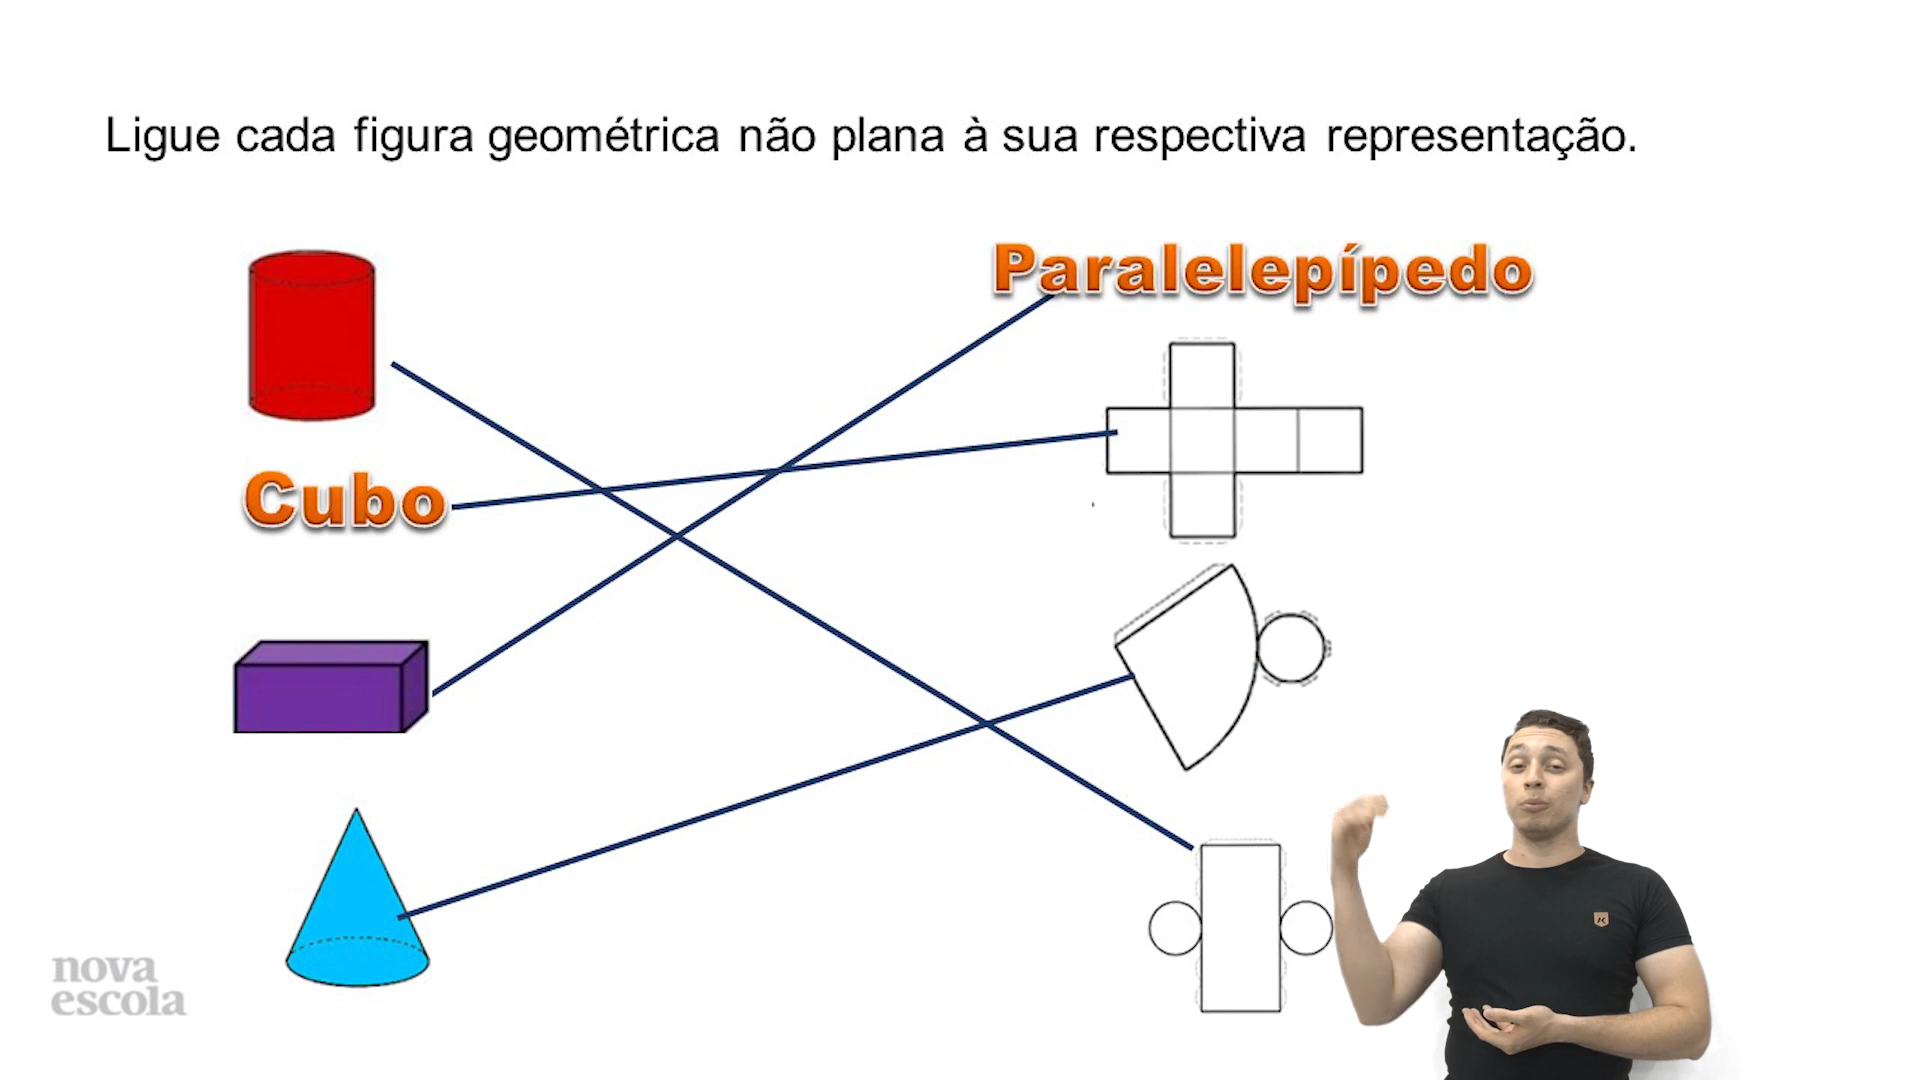 Ligue cada figura geométrica não plana à sua respectiva representação.
Paralelepípedo
Cubo
nova
escola